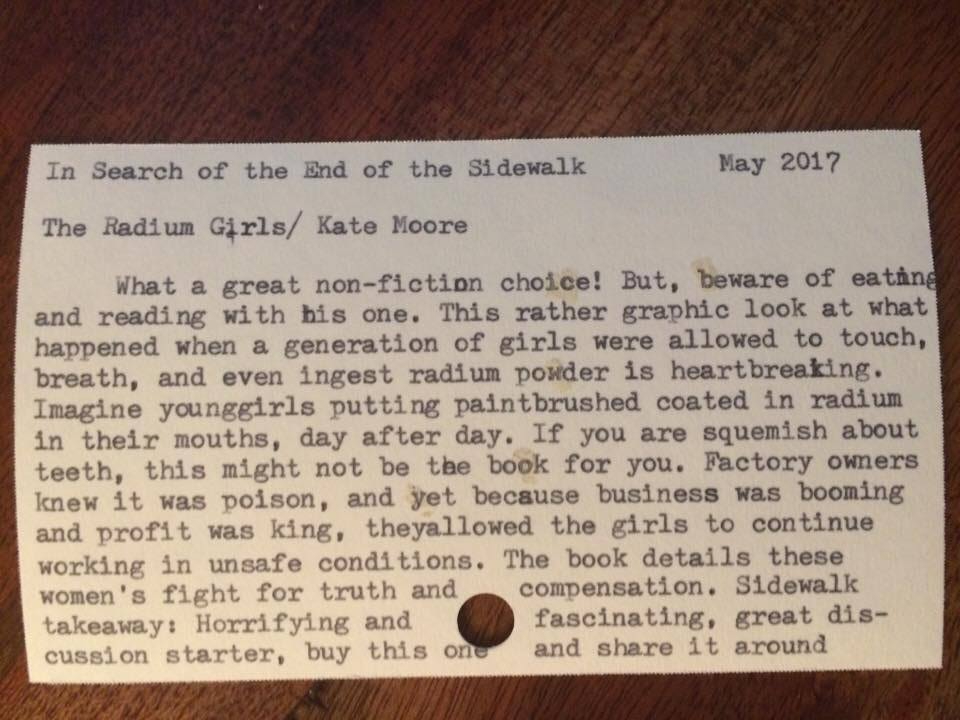 In Search of the End of the Sidewalk May 2017
The Radium Girls/ Kate Moore
What a great non-fiction choice! But, beware of eating
and reading with his one. This rather graphic look at what
happened when a generation of girls were allowed to touch,
breath, and even ingest radium powder is heartbreaking.
Imagine younggirls putting paintbrushed coated in radium
in their mouths, day after day. If you are squemish about
teeth, this might not be the book for you. Factory owners
knew it was poison, and yet because business was booming
and profit was king, theyallowed the girls to continue
working in unsafe conditions. The book details these
women's fight for truth and compensation. Sidewalk
takeaway: Horrifying and fascinating, great dis-
cussion starter, buy this one and share it around